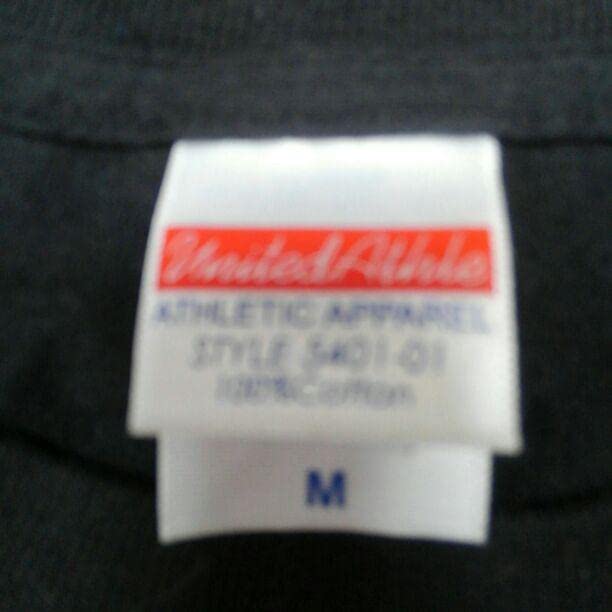 United Athle
ATHLETIC APPAREL
STYLE 5401-01
100% Cotton
M